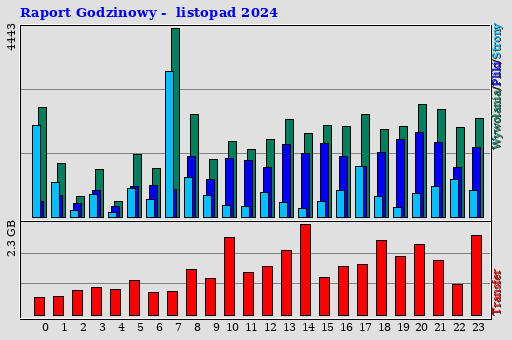 Raport Godzinowy - listopad 2024
4443
Wywołania/Pliki/Strony
2.3 GB
Transfer
0 1 2 3 4 5 6 7 8 9 10 11 12 13 14 15 16 17 18 19 20 21 22 23